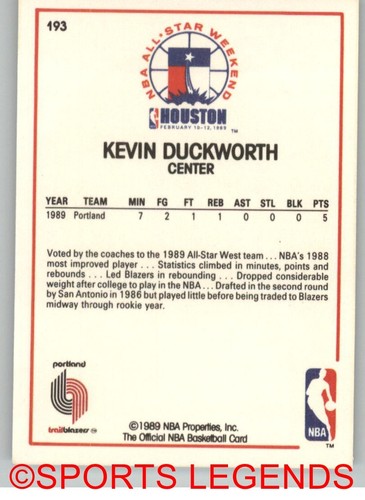 193
NBA ALL·STAR WEEKEND
HOUSTON
FEBRUARY 10-12, 1989 ™
KEVIN DUCKWORTH
CENTER
YEAR TEAM MIN FG FT REB AST STL BLK PTS
1989 Portland 7 2 1 1 0 0 0 5
Voted by the coaches to the 1989 All-Star West team . . . NBA's 1988
most improved player . . . Statistics climbed in minutes, points and
rebounds . . . Led Blazers in rebounding . . . Dropped considerable
weight after college to play in the NBA . . . Drafted in the second round
by San Antonio in 1986 but played little before being traded to Blazers
midway through rookie year.
portland
trailblazers
©1989 NBA Properties, Inc.
The Official NBA Basketball Card
NBA
™
©SPORTS LEGENDS